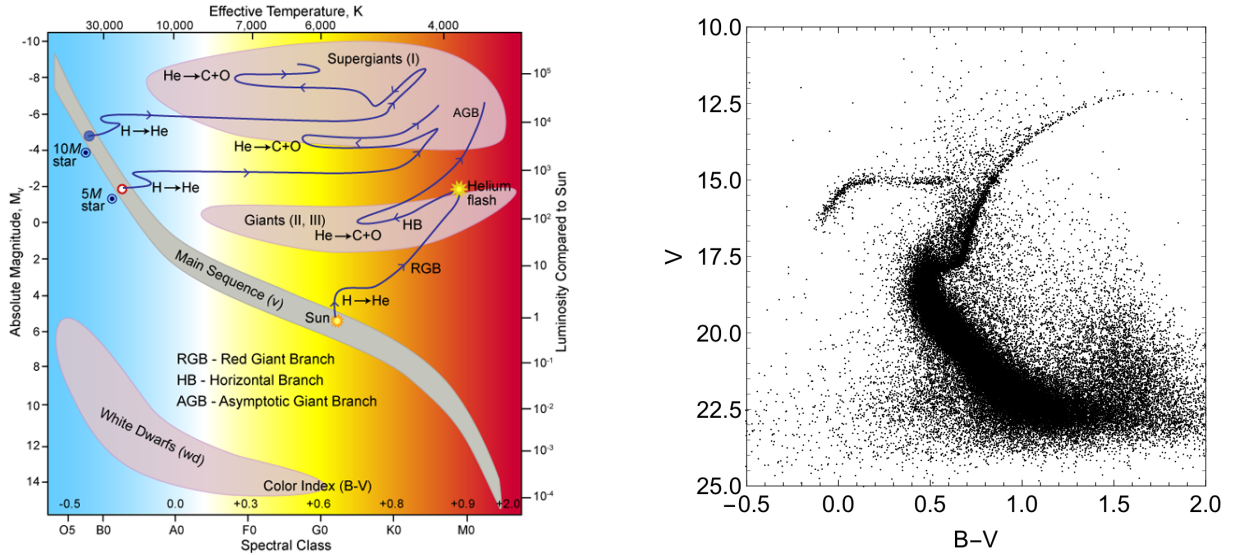 Effective Temperature, K
30,000 10,000 7,000 6,000 4,000
Absolute Magnitude, Mv
-10
-8
-6
-4
-2
0
2
4
6
8
10
12
14
Supergiants (I)
He→C+O
AGB
H→He
10M
star
He→C+O
5M
star
H→He
Helium
flash
Giants (II, III)
HB
He→C+O
RGB
Main Sequence (v)
H→He
Sun
RGB - Red Giant Branch
HB - Horizontal Branch
AGB - Asymptotic Giant Branch
White Dwarfs (wd)
Color Index (B-V)
-0.5 0.0 +0.3 +0.6 +0.8 +0.9 +2.0
O5 B0 A0 F0 G0 K0 M0
Spectral Class
Luminosity Compared to Sun
10⁵
10⁴
10³
10²
10
1
10⁻¹
10⁻²
10⁻³
10⁻⁴
V
10.0
12.5
15.0
17.5
20.0
22.5
25.0
−0.5 0.0 0.5 1.0 1.5 2.0
B−V